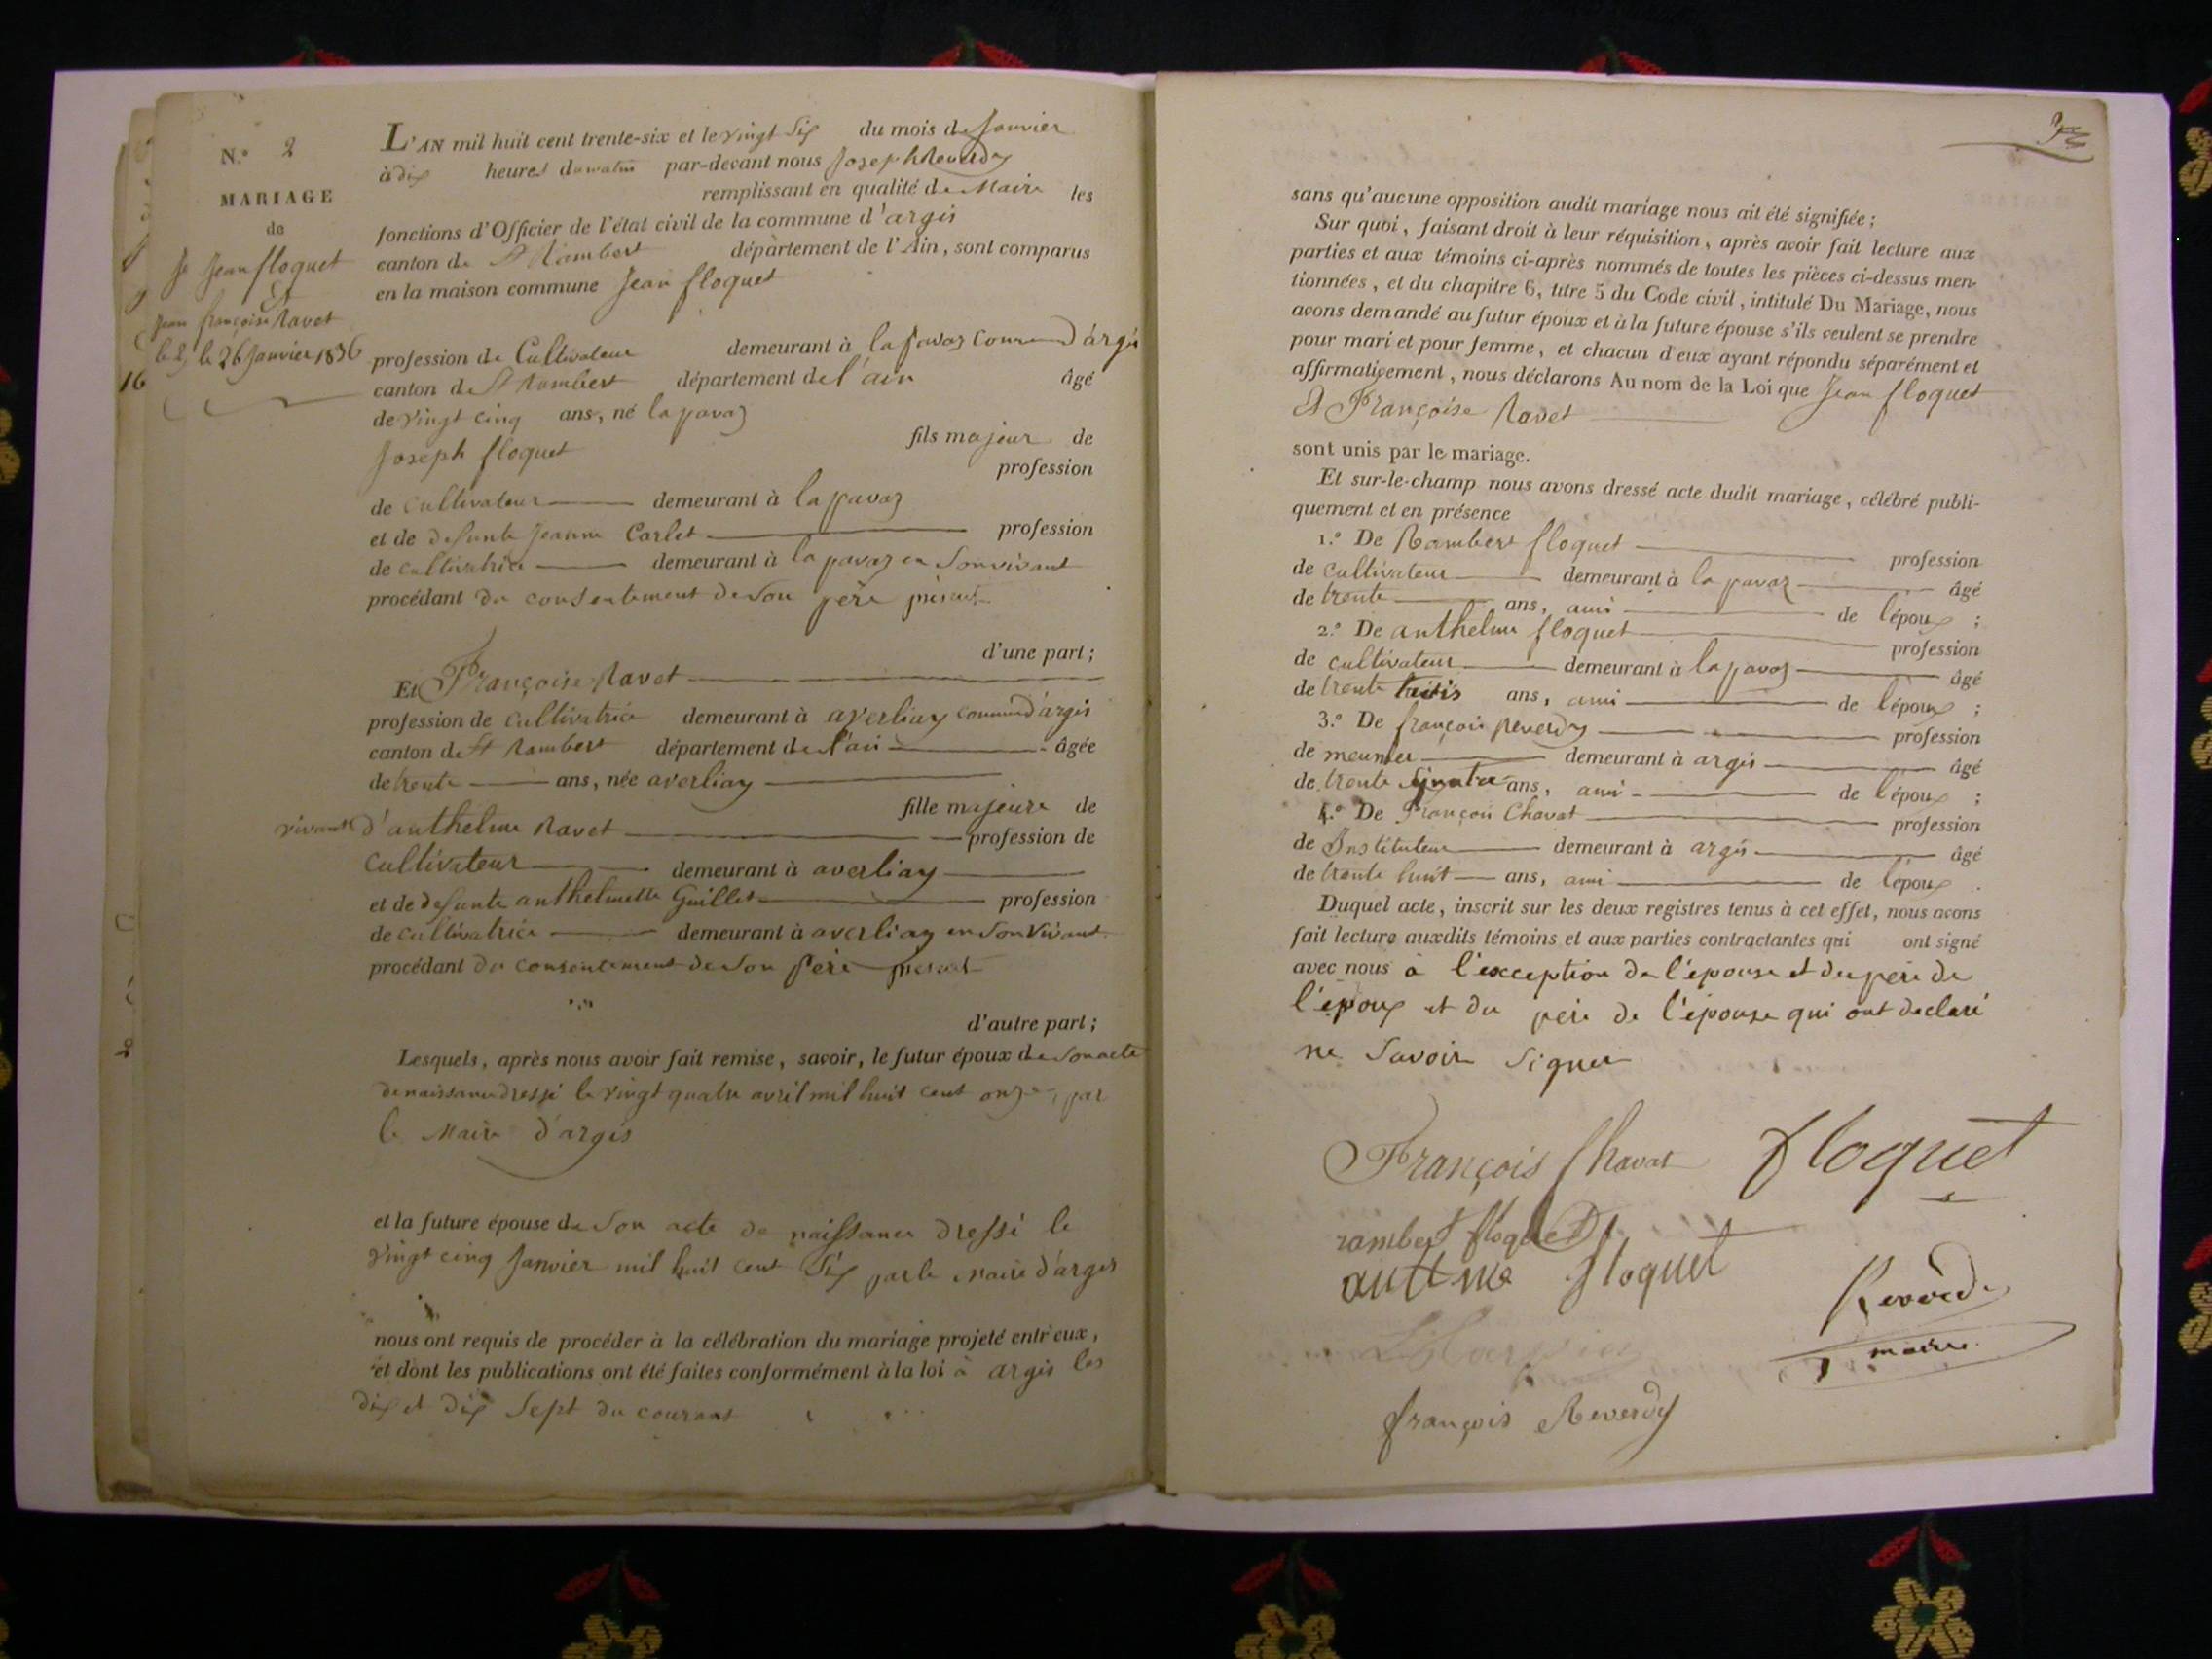 N.º 2
MARIAGE
de
Jean floquet
Et
françoise Ravet
le 26 Janvier 1836
16
L'AN mil huit cent trente-six et le vingt Six du mois de Janvier
à dix heures du matin par-devant nous Joseph Reverdy
remplissant en qualité de Maire les
fonctions d'Officier de l'état civil de la commune d'argis
canton de St Rambert département de l'Ain, sont comparus
en la maison commune Jean floquet
profession de Cultivateur demeurant à la pavaz d'argis
canton de St Rambert département de l'ain âgé
de vingt cinq ans, né la pavaz
fils majeur de
Joseph floquet profession
de cultivateur demeurant à la pavaz
et de defunte Jeanne Carlet profession
de cultivatrice demeurant à la pavaz en Son vivant
procédant du consentement de Son père présent
d'une part;
Et Françoise Ravet
profession de cultivatrice demeurant à averliaz commune d'argis
canton de St Rambert département de l'ain âgée
de trente ans, née averliaz
fille majeure de
vivant d'anthelme Ravet profession de
cultivateur demeurant à averliaz
et de defunte anthelmette Guillet profession
de cultivatrice demeurant à averliaz en Son vivant
procédant du consentement de Son père présent
d'autre part;
Lesquels, après nous avoir fait remise, savoir, le futur époux de Son acte
de naissance dressé le vingt quatre avril mil huit cent onze, par
le Maire d'argis
et la future épouse de Son acte de naissance dressé le
vingt cinq Janvier mil huit cent Six par le Maire d'argis
nous ont requis de procéder à la célébration du mariage projeté entr'eux,
et dont les publications ont été faites conformément à la loi à argis les
dix et dix Sept du courant
sans qu'aucune opposition audit mariage nous ait été signifiée;
Sur quoi, faisant droit à leur réquisition, après avoir fait lecture aux
parties et aux témoins ci-après nommés de toutes les pièces ci-dessus men-
tionnées, et du chapitre 6, titre 5 du Code civil, intitulé Du Mariage, nous
avons demandé au futur époux et à la future épouse s'ils veulent se prendre
pour mari et pour femme, et chacun d'eux ayant répondu séparément et
affirmativement, nous déclarons Au nom de la Loi que Jean floquet
Et Françoise Ravet
sont unis par le mariage.
Et sur-le-champ nous avons dressé acte dudit mariage, célébré publi-
quement et en présence
1.º De Rambert floquet profession
de cultivateur demeurant à la pavaz âgé
de trente ans, ami de l'époux ;
2.º De anthelme floquet profession
de cultivateur demeurant à la pavaz âgé
de trente trois ans, ami de l'époux ;
3.º De françois Reverdy profession
de meunier demeurant à argis âgé
de trente ans, ami de l'époux ;
4.º De François Chavat profession
de Instituteur demeurant à argis âgé
de trente huit ans, ami de l'époux .
Duquel acte, inscrit sur les deux registres tenus à cet effet, nous avons
fait lecture auxdits témoins et aux parties contractantes qui ont signé
avec nous à l'exception de l'épouse et du père de
l'époux et du père de l'épouse qui ont declaré
ne Savoir Signer
François Chavat floquet
rambert floquet
floquet
Reverdy
maire
françois Reverdy